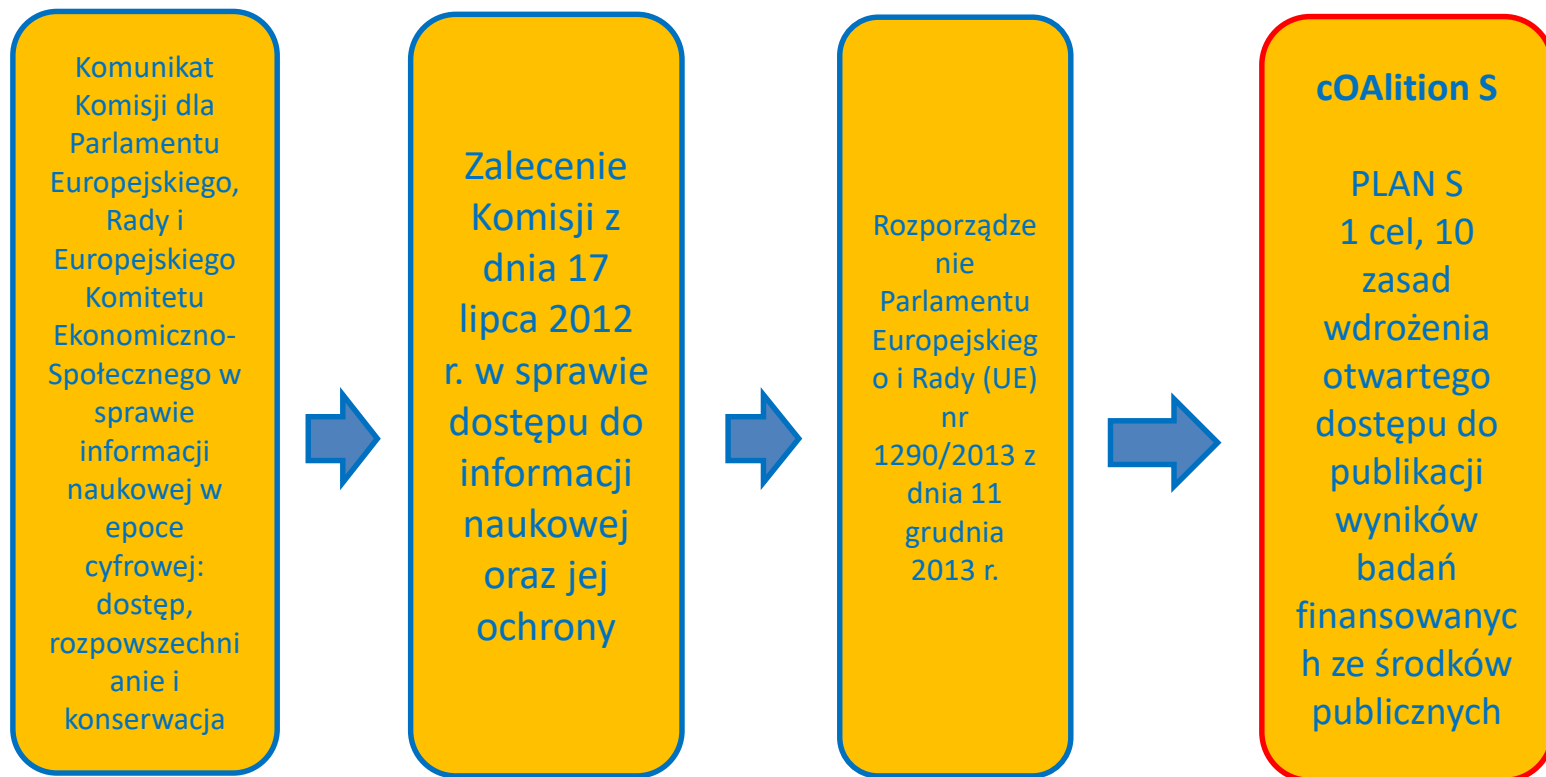 Komunikat
Komisji dla
Parlamentu
Europejskiego,
Rady i
Europejskiego
Komitetu
Ekonomiczno-
Społecznego w
sprawie
informacji
naukowej w
epoce
cyfrowej:
dostęp,
rozpowszechni
anie i
konserwacja
Zalecenie
Komisji z
dnia 17
lipca 2012
r. w sprawie
dostępu do
informacji
naukowej
oraz jej
ochrony
Rozporządze
nie
Parlamentu
Europejskieg
o i Rady (UE)
nr
1290/2013 z
dnia 11
grudnia
2013 r.
cOAlition S
PLAN S
1 cel, 10
zasad
wdrożenia
otwartego
dostępu do
publikacji
wyników
badań
finansowanyc
h ze środków
publicznych